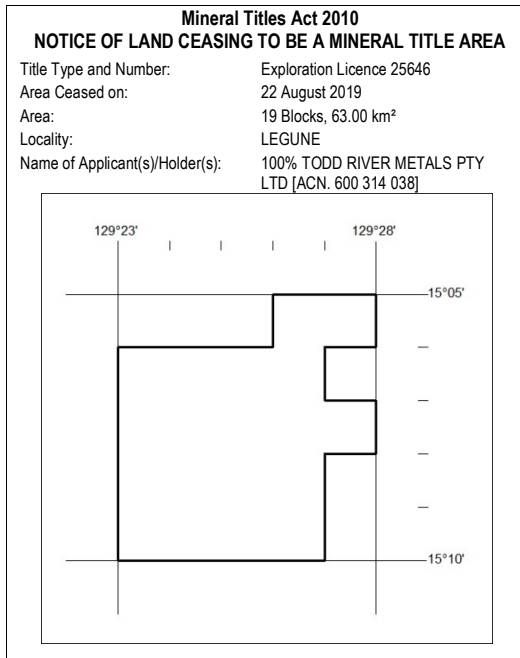 Mineral Titles Act 2010
NOTICE OF LAND CEASING TO BE A MINERAL TITLE AREA
Title Type and Number: Exploration Licence 25646
Area Ceased on: 22 August 2019
Area: 19 Blocks, 63.00 km²
Locality: LEGUNE
Name of Applicant(s)/Holder(s): 100% TODD RIVER METALS PTY
LTD [ACN. 600 314 038]
129°23' 129°28'
15°05'
15°10'